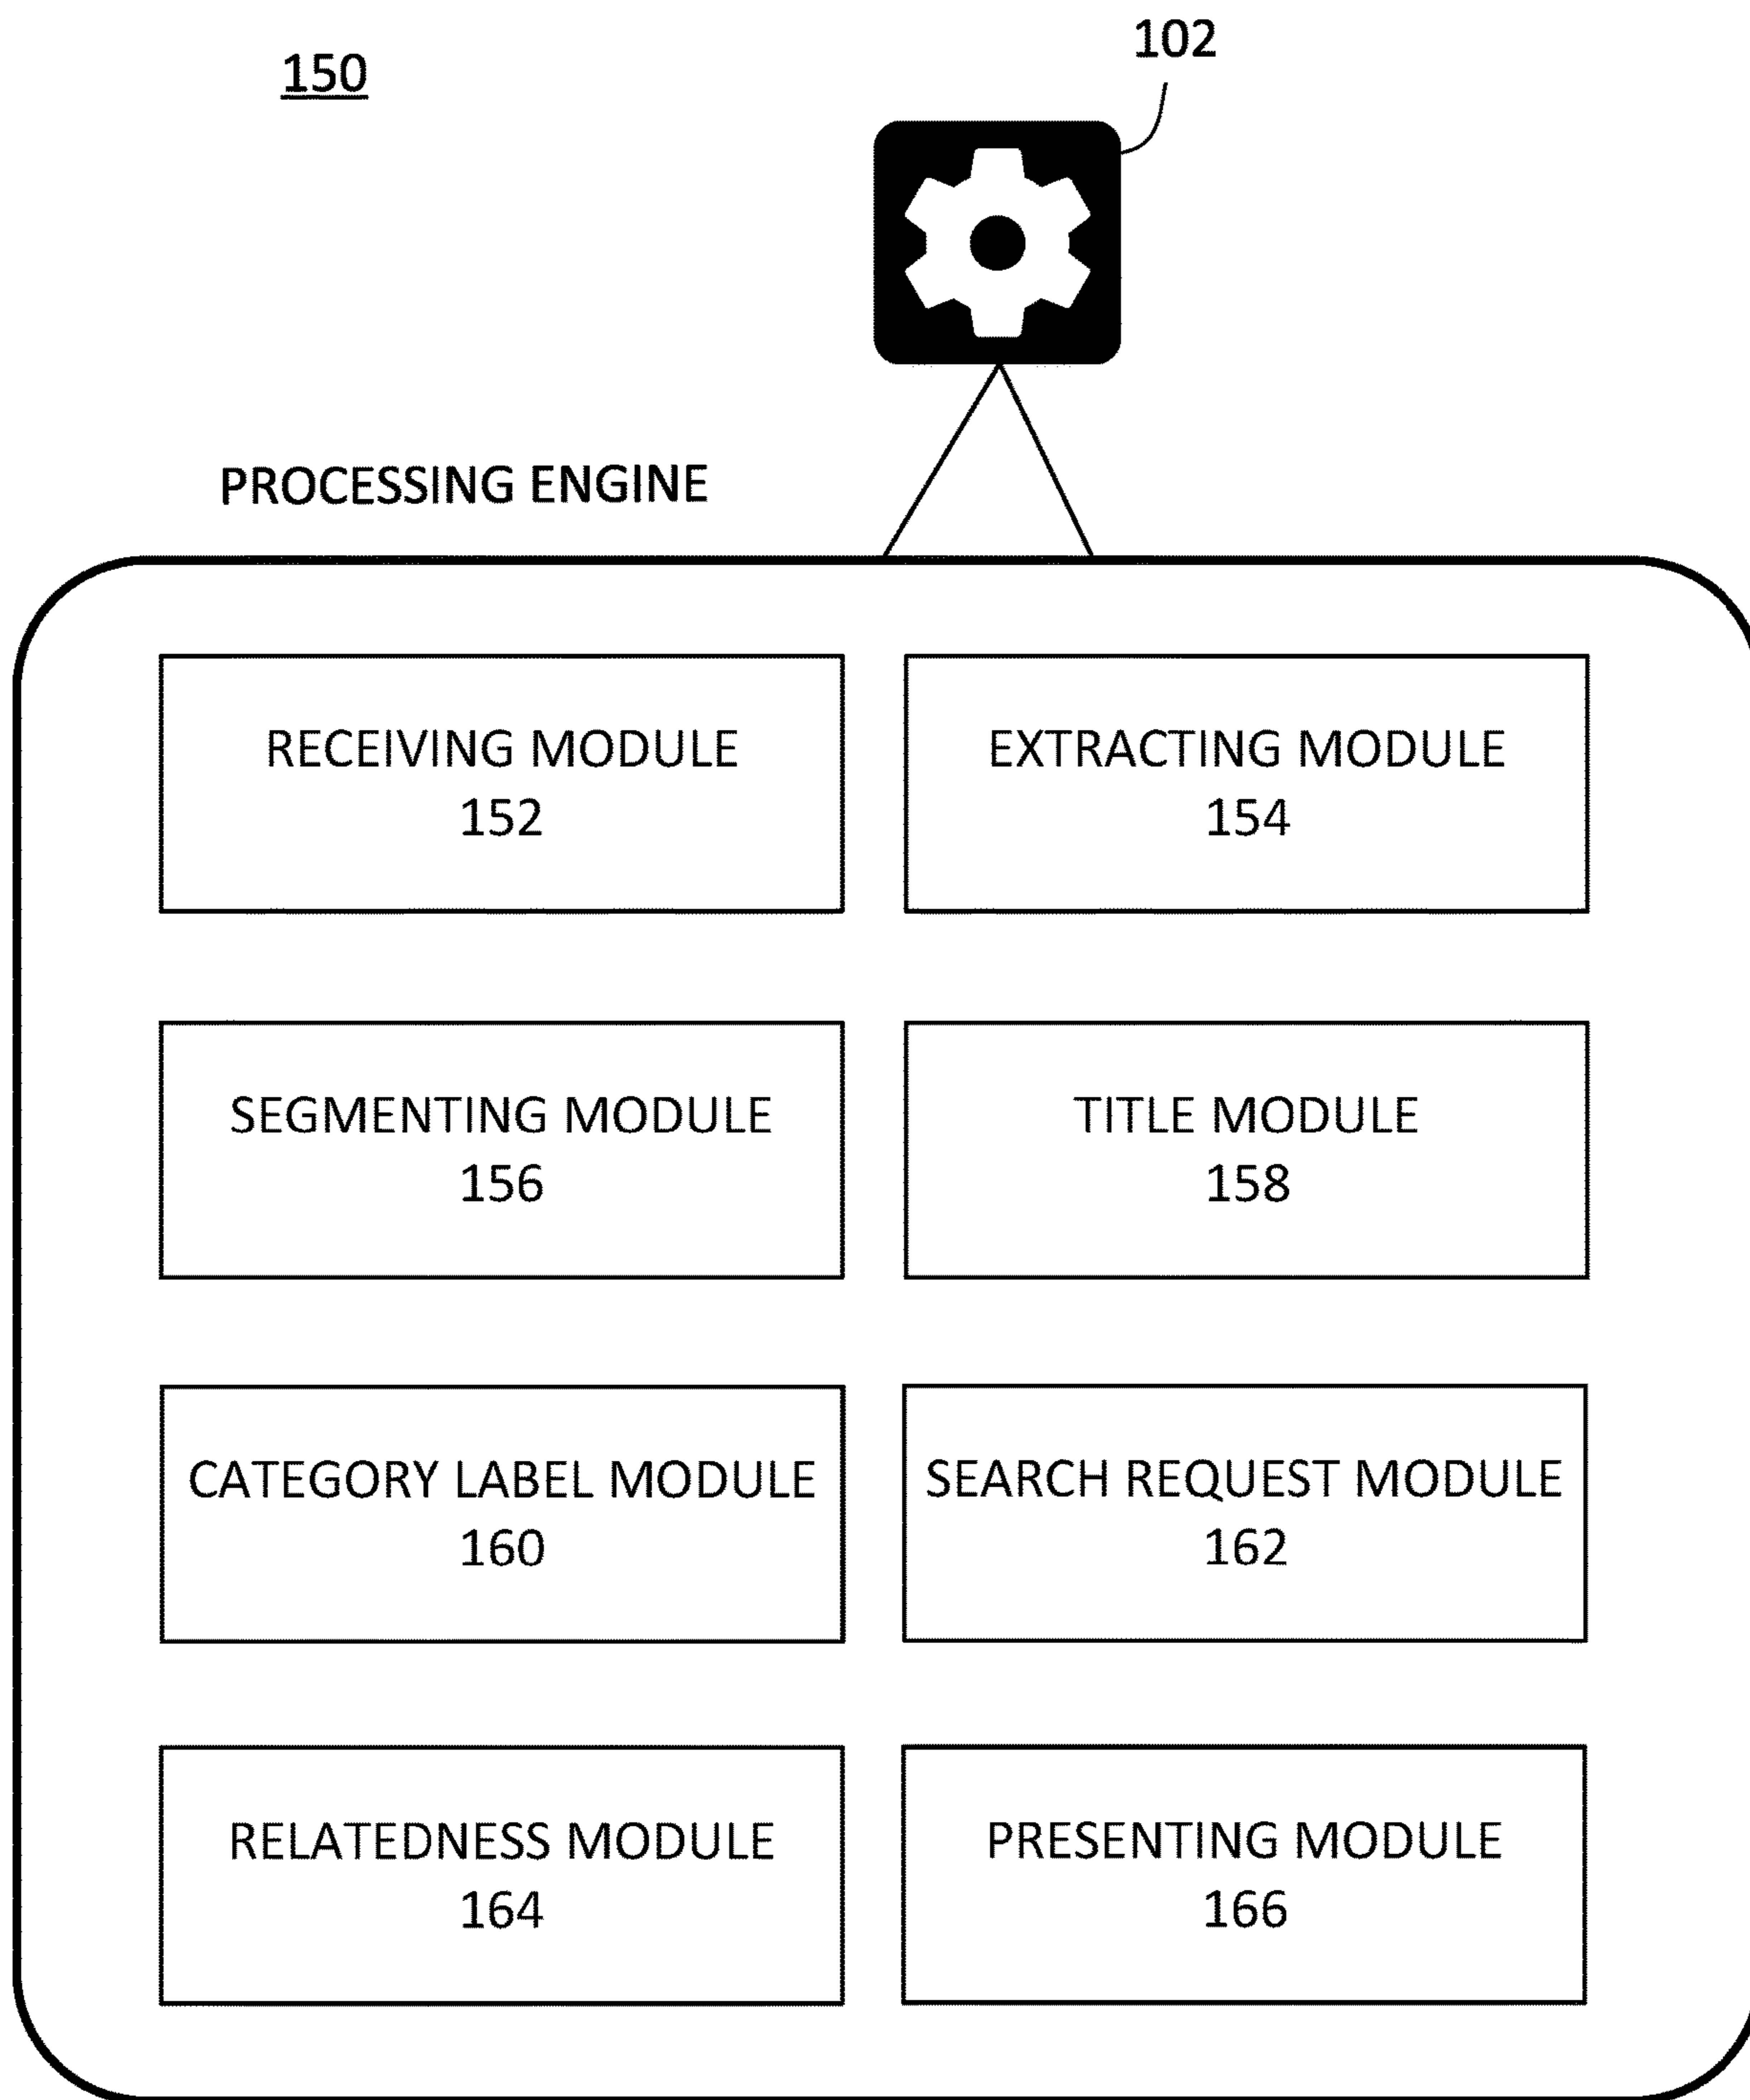 150
102
PROCESSING ENGINE
RECEIVING MODULE
152
EXTRACTING MODULE
154
SEGMENTING MODULE
156
TITLE MODULE
158
CATEGORY LABEL MODULE
160
SEARCH REQUEST MODULE
162
RELATEDNESS MODULE
164
PRESENTING MODULE
166